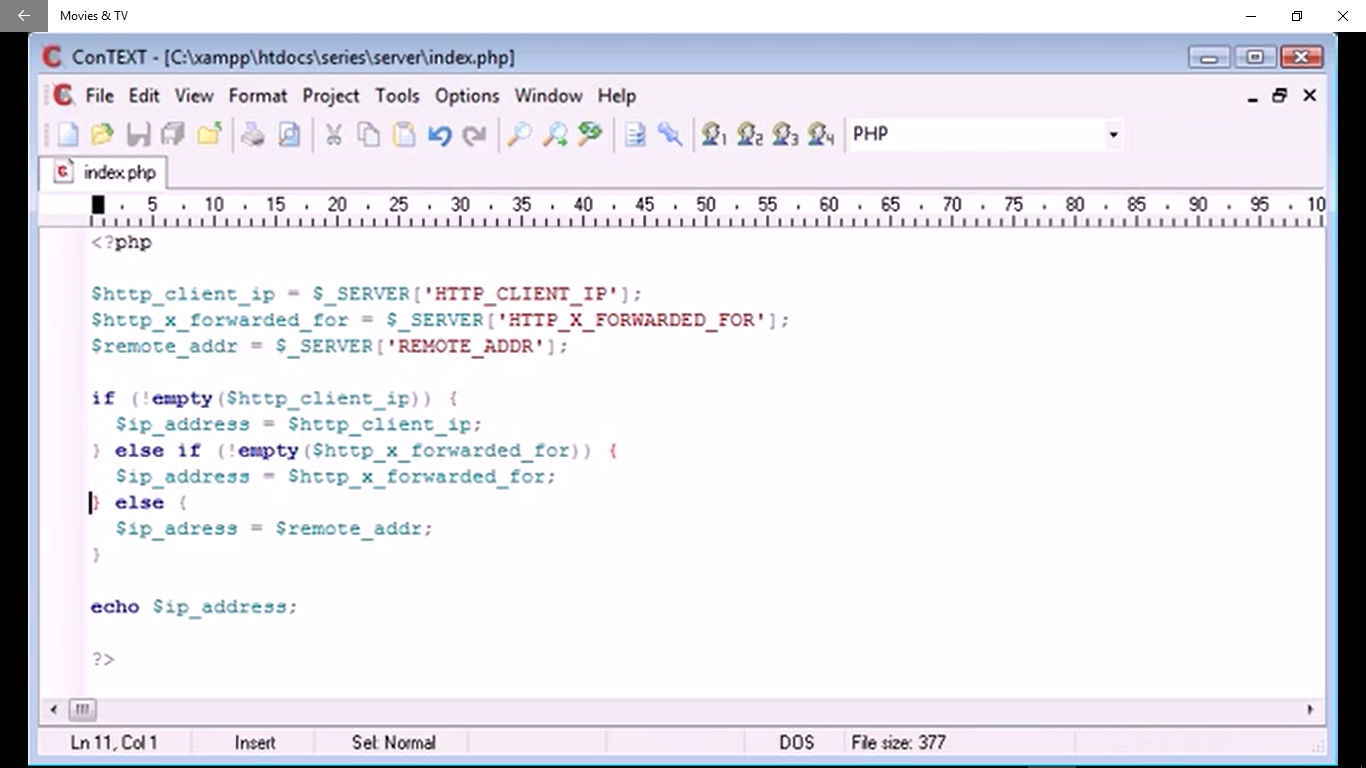 Movies & TV
ConTEXT - [C:\xampp\htdocs\series\server\index.php]
File Edit View Format Project Tools Options Window Help
1 2 3 4 PHP
index.php
5 10 15 20 25 30 35 40 45 50 55 60 65 70 75 80 85 90 95 10
<?php
$http_client_ip = $_SERVER['HTTP_CLIENT_IP'];
$http_x_forwarded_for = $_SERVER['HTTP_X_FORWARDED_FOR'];
$remote_addr = $_SERVER['REMOTE_ADDR'];
if (!empty($http_client_ip)) {
$ip_address = $http_client_ip;
} else if (!empty($http_x_forwarded_for)) {
$ip_address = $http_x_forwarded_for;
} else {
$ip_adress = $remote_addr;
}
echo $ip_address;
?>
Ln 11, Col 1 Insert Sel: Normal DOS File size: 377